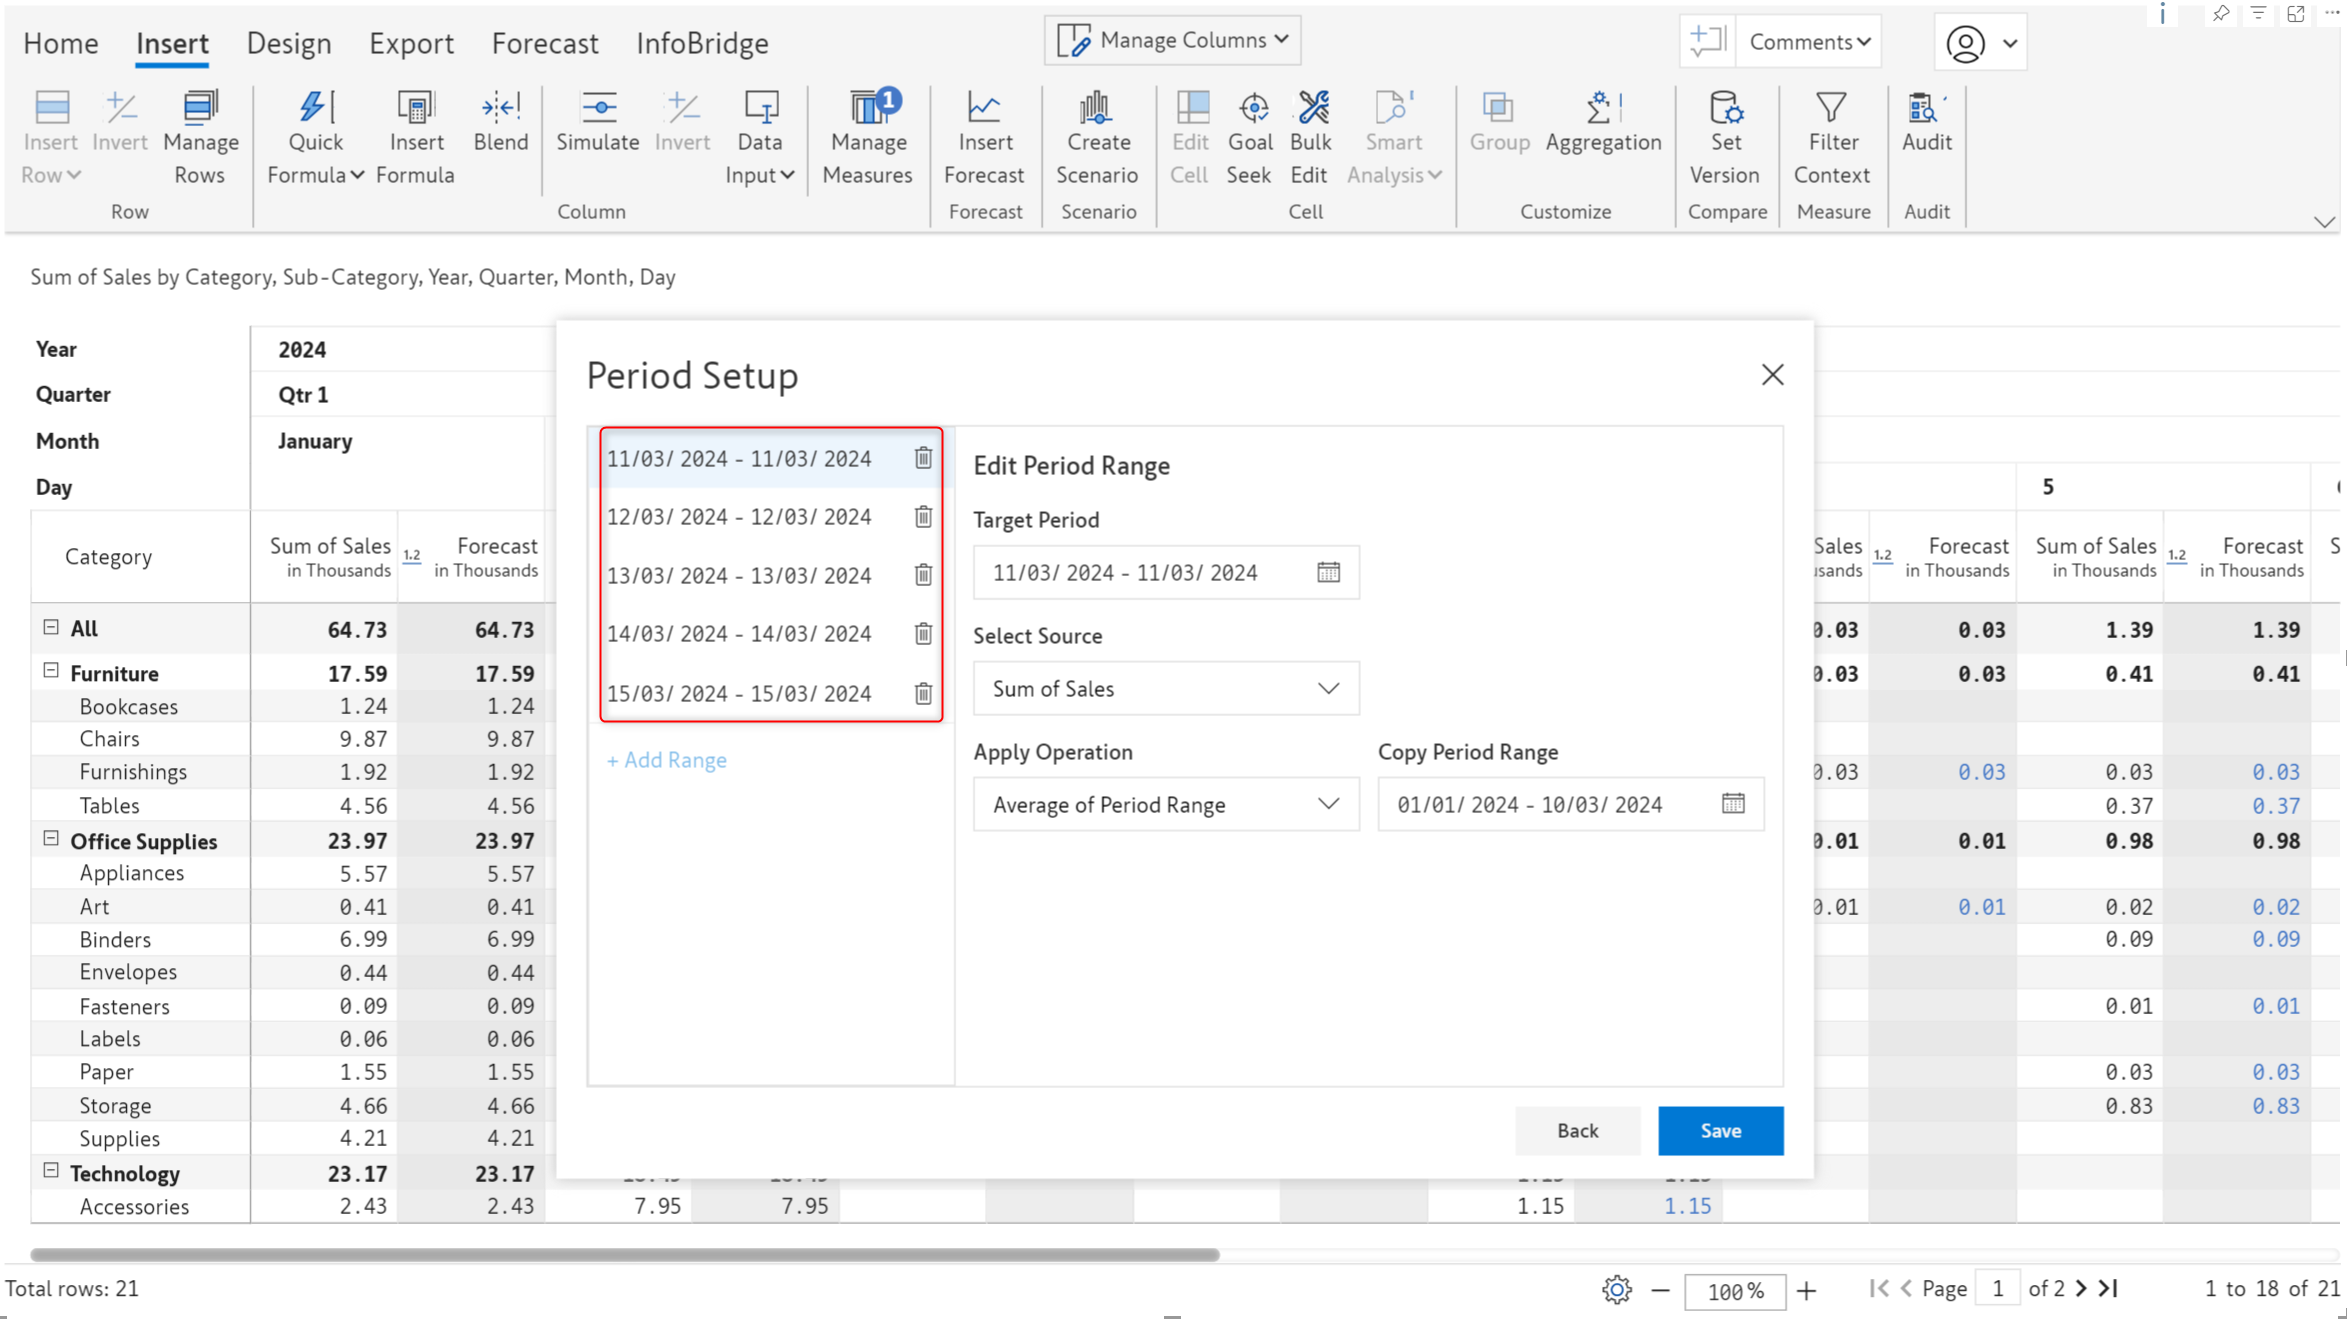 Home Insert Design Export Forecast InfoBridge Manage Columns Comments
Insert Row Invert Manage Rows Quick Formula Insert Formula Blend Simulate Invert Data Input Manage Measures 1 Insert Forecast Create Scenario Edit Cell Goal Seek Bulk Edit Smart Analysis Group Aggregation Set Version Filter Context Audit
Row Column Forecast Scenario Cell Customize Compare Measure Audit
Sum of Sales by Category, Sub-Category, Year, Quarter, Month, Day
Year 2024
Quarter Qtr 1
Month January
Day 5
Category Sum of Sales in Thousands 1.2 Forecast in Thousands Sales 1.2 Forecast in Thousands Sum of Sales in Thousands 1.2 Forecast in Thousands
All 64.73 64.73 0.03 0.03 1.39 1.39
Furniture 17.59 17.59 0.03 0.03 0.41 0.41
Bookcases 1.24 1.24
Chairs 9.87 9.87
Furnishings 1.92 1.92 0.03 0.03 0.03 0.03
Tables 4.56 4.56 0.37 0.37
Office Supplies 23.97 23.97 0.01 0.01 0.98 0.98
Appliances 5.57 5.57
Art 0.41 0.41 0.01 0.01 0.02 0.02
Binders 6.99 6.99 0.09 0.09
Envelopes 0.44 0.44
Fasteners 0.09 0.09 0.01 0.01
Labels 0.06 0.06
Paper 1.55 1.55 0.03 0.03
Storage 4.66 4.66 0.83 0.83
Supplies 4.21 4.21
Technology 23.17 23.17
Accessories 2.43 2.43 7.95 7.95 1.15 1.15
Period Setup
11/03/ 2024 - 11/03/ 2024
12/03/ 2024 - 12/03/ 2024
13/03/ 2024 - 13/03/ 2024
14/03/ 2024 - 14/03/ 2024
15/03/ 2024 - 15/03/ 2024
+ Add Range
Edit Period Range
Target Period
11/03/ 2024 - 11/03/ 2024
Select Source
Sum of Sales
Apply Operation Copy Period Range
Average of Period Range 01/01/ 2024 - 10/03/ 2024
Back Save
Total rows: 21 100% Page 1 of 2 1 to 18 of 21